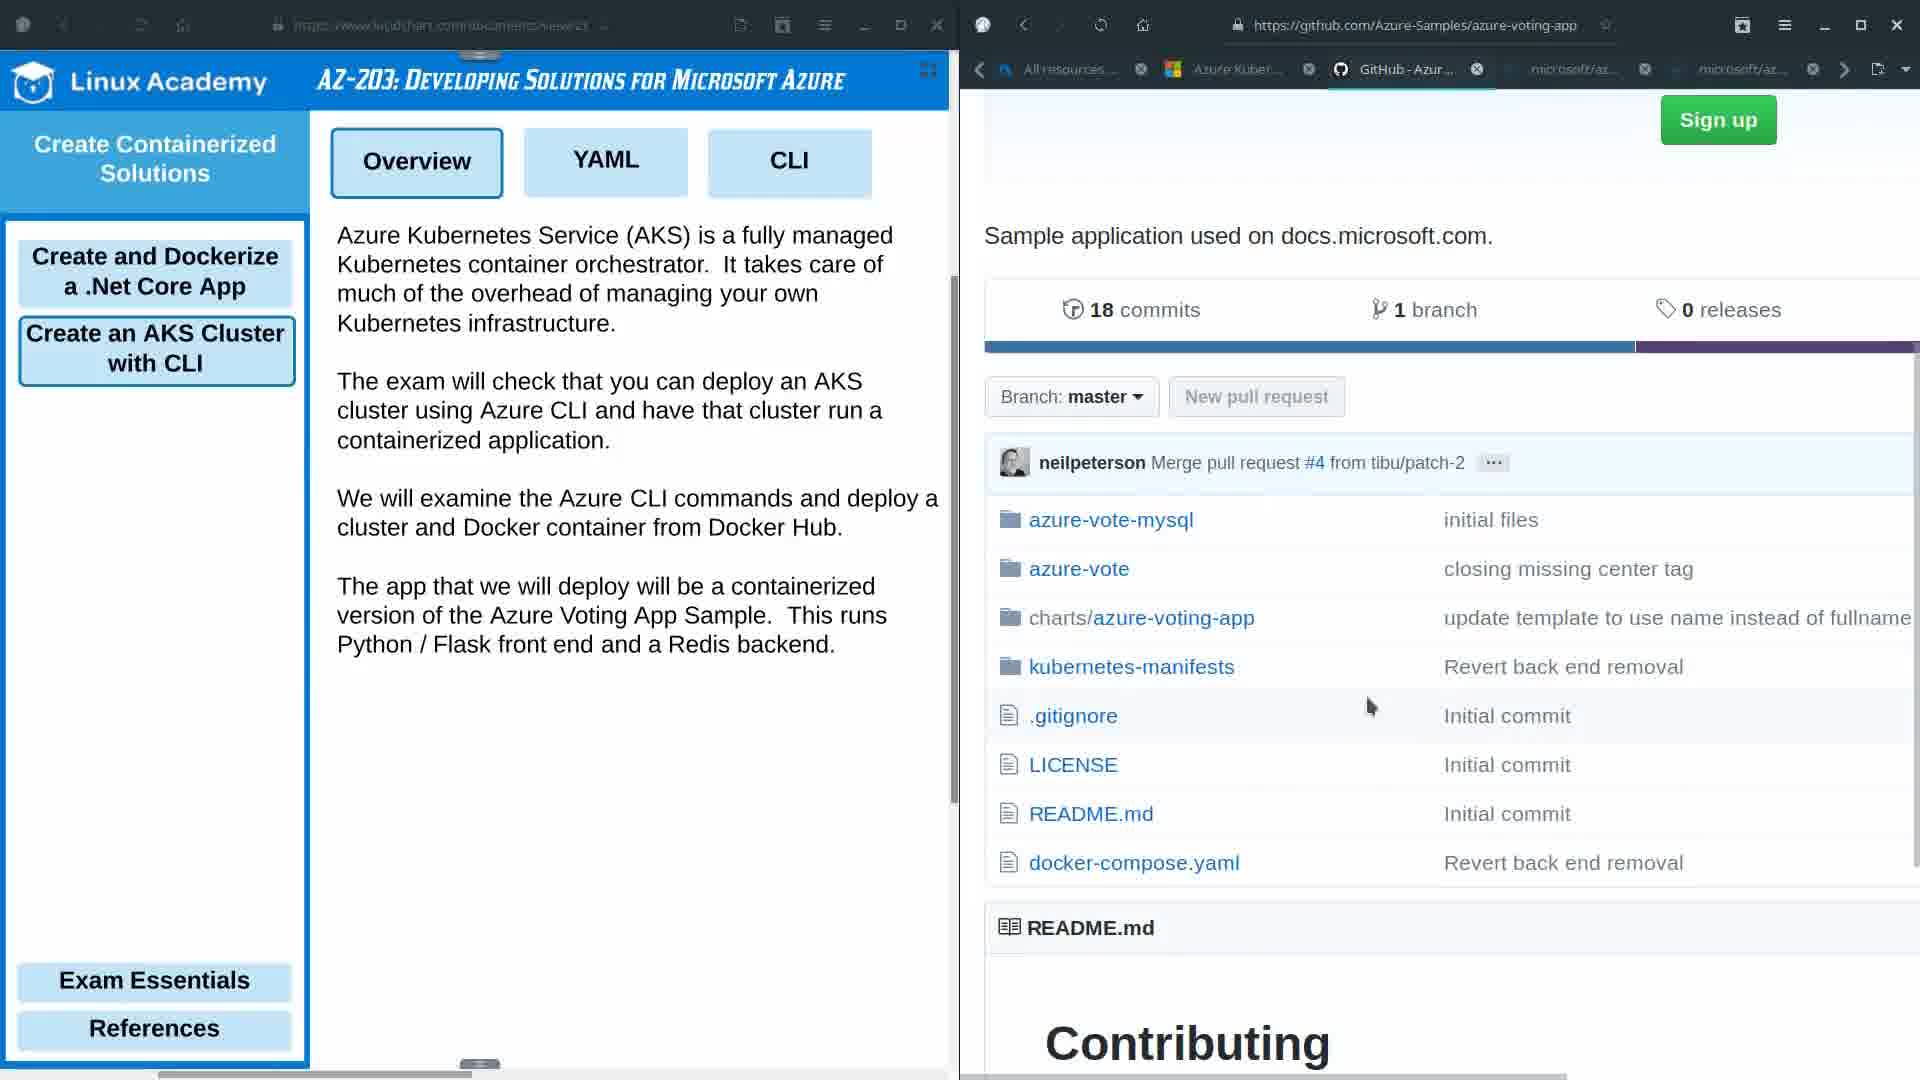 https://github.com/Azure-Samples/azure-voting-app
Linux Academy
AZ-203: Developing Solutions for Microsoft Azure
All resources...
Azure Kuber...
GitHub - Azur...
microsoft/az...
microsoft/az...
Create Containerized
Solutions
Overview
YAML
CLI
Sign up
Create and Dockerize
a .Net Core App
Create an AKS Cluster
with CLI
Exam Essentials
References
Azure Kubernetes Service (AKS) is a fully managed
Kubernetes container orchestrator.  It takes care of
much of the overhead of managing your own
Kubernetes infrastructure.
The exam will check that you can deploy an AKS
cluster using Azure CLI and have that cluster run a
containerized application.
We will examine the Azure CLI commands and deploy a
cluster and Docker container from Docker Hub.
The app that we will deploy will be a containerized
version of the Azure Voting App Sample.  This runs
Python / Flask front end and a Redis backend.
Sample application used on docs.microsoft.com.
18 commits
1 branch
0 releases
Branch: master
New pull request
neilpeterson Merge pull request #4 from tibu/patch-2 ...
azure-vote-mysql initial files
azure-vote closing missing center tag
charts/azure-voting-app update template to use name instead of fullname
kubernetes-manifests Revert back end removal
.gitignore Initial commit
LICENSE Initial commit
README.md Initial commit
docker-compose.yaml Revert back end removal
README.md
Contributing